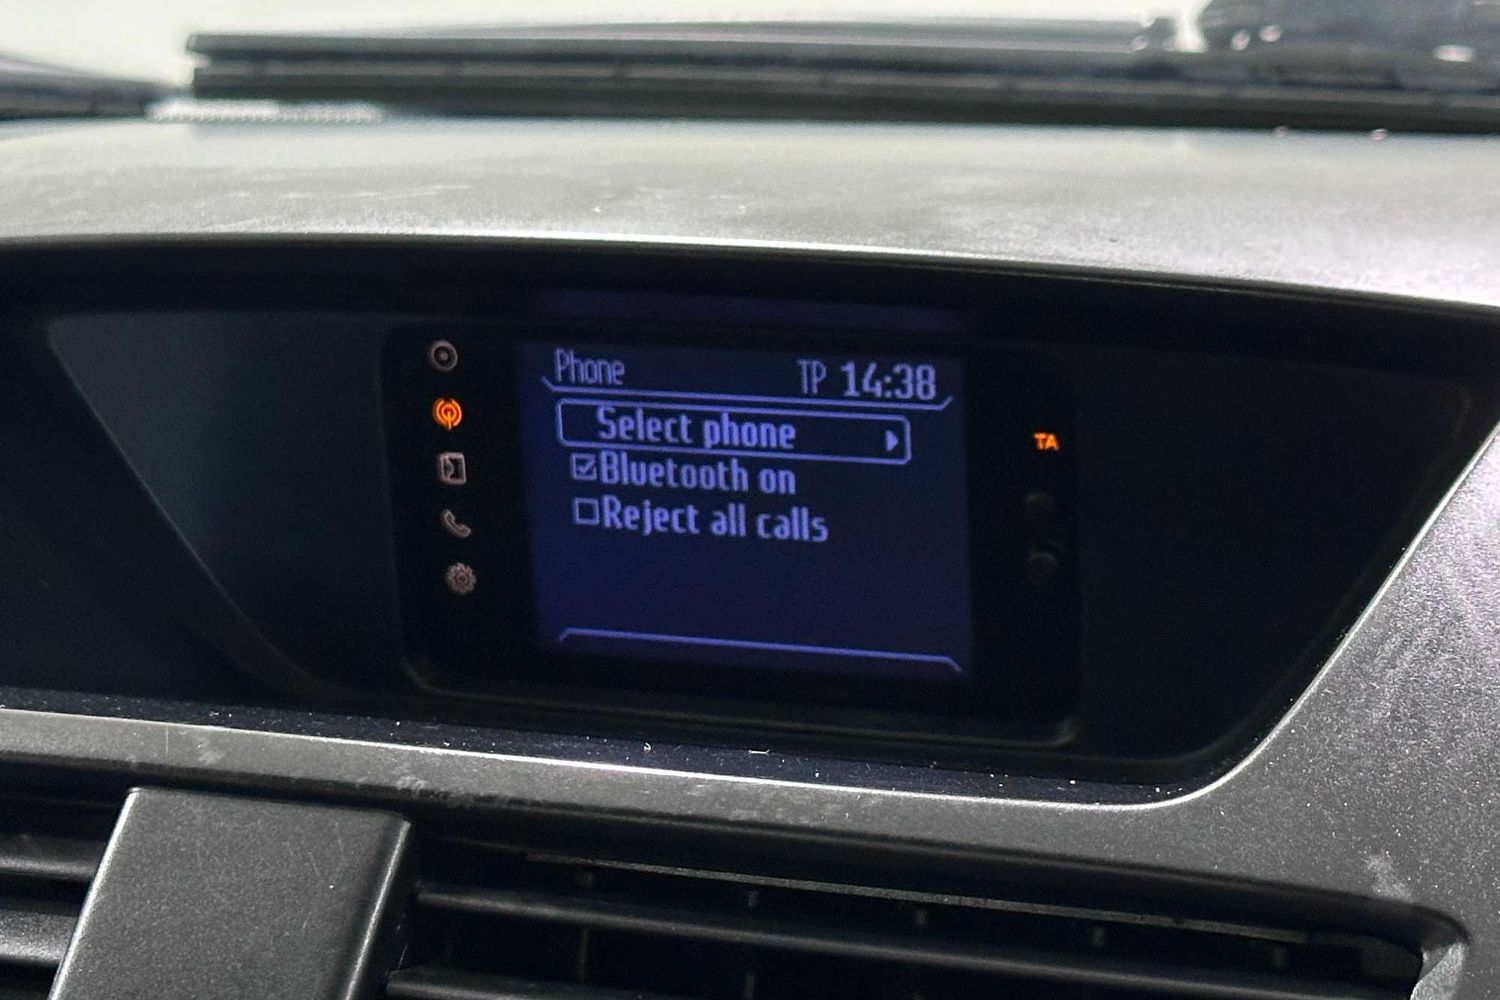 Phone TP 14:38
Select phone
Bluetooth on
Reject all calls
TA